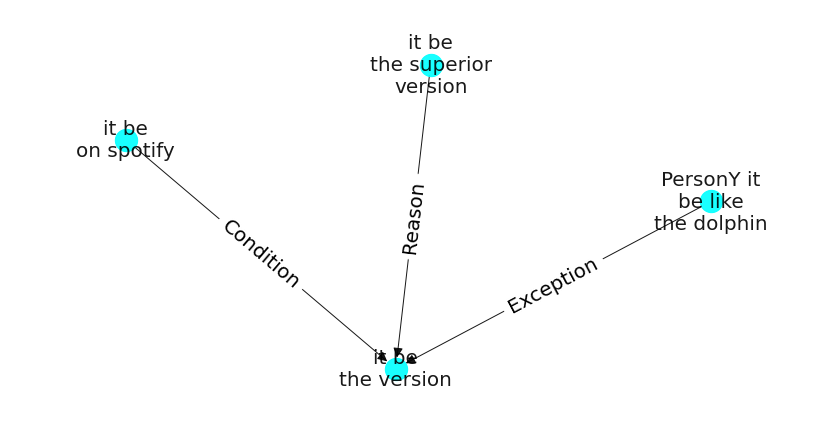 it be
the superior
version
it be
on spotify
PersonY it
be like
the dolphin
Condition
Reason
Exception
it be
the version